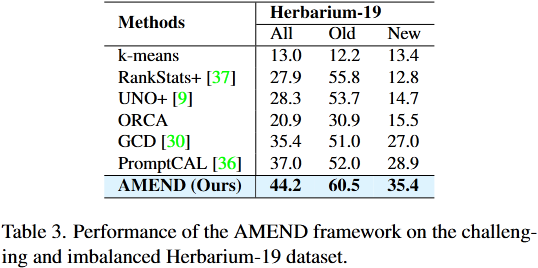 Methods Herbarium-19
All Old New
k-means 13.0 12.2 13.4
RankStats+ [37] 27.9 55.8 12.8
UNO+ [9] 28.3 53.7 14.7
ORCA 20.9 30.9 15.5
GCD [30] 35.4 51.0 27.0
PromptCAL [36] 37.0 52.0 28.9
AMEND (Ours) 44.2 60.5 35.4
Table 3. Performance of the AMEND framework on the challeng-
ing and imbalanced Herbarium-19 dataset.